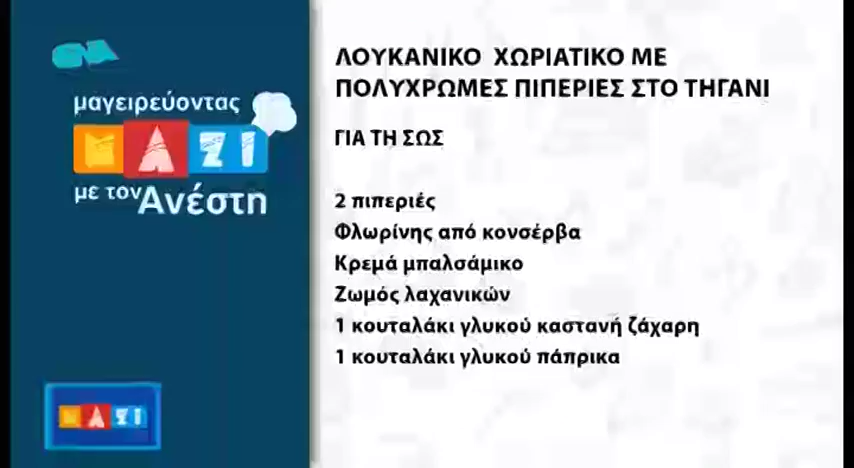 μαγειρεύοντας
ΜΑΖΙ
με τον Ανέστη
ΜΑΖΙ
ΛΟΥΚΑΝΙΚΟ ΧΩΡΙΑΤΙΚΟ ΜΕ
ΠΟΛΥΧΡΩΜΕΣ ΠΙΠΕΡΙΕΣ ΣΤΟ ΤΗΓΑΝΙ
ΓΙΑ ΤΗ ΣΩΣ
2 πιπεριές
Φλωρίνης από κονσέρβα
Κρεμά μπαλσάμικο
Ζωμός λαχανικών
1 κουταλάκι γλυκού καστανή ζάχαρη
1 κουταλάκι γλυκού πάπρικα